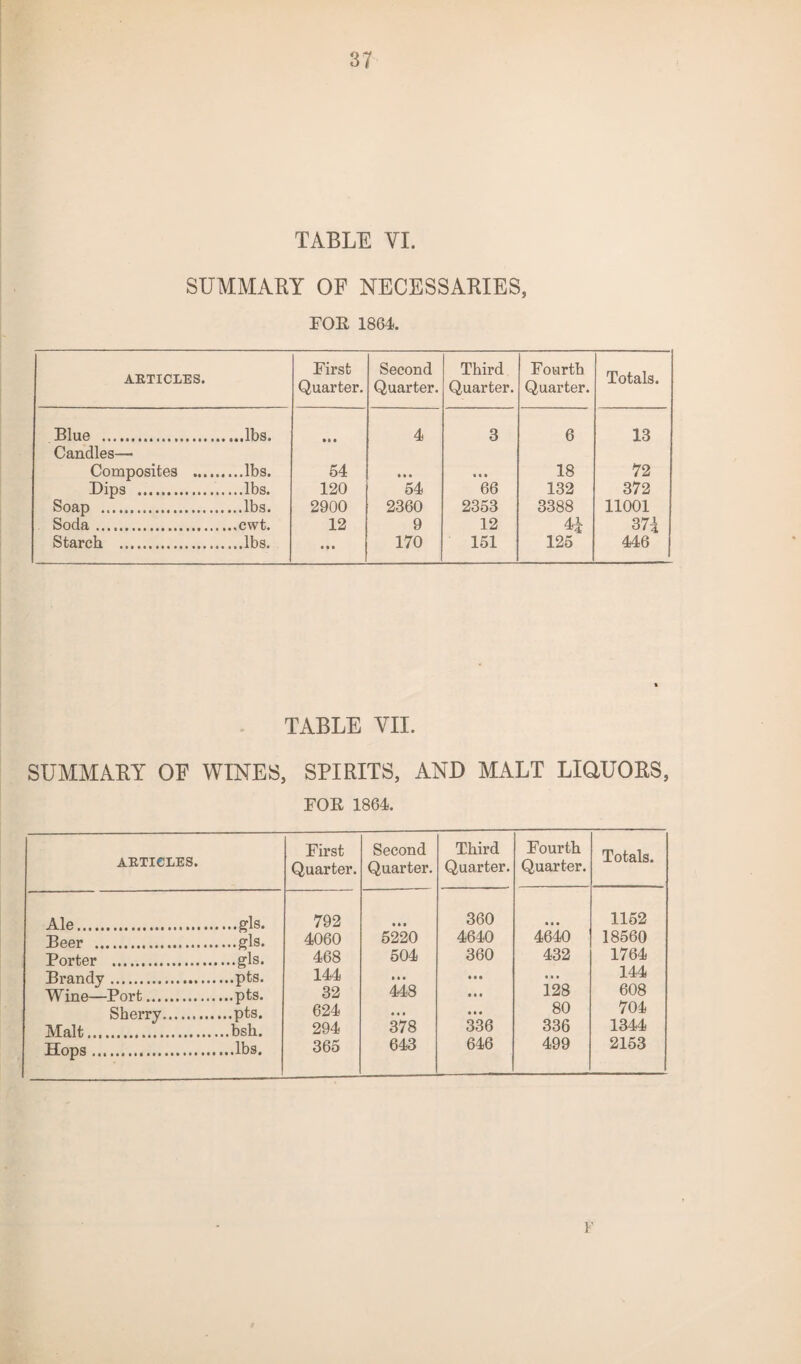 37
TABLE VI.
SUMMARY OF NECESSARIES,
FOR 1864.
ARTICLES. First Quarter. Second Quarter. Third Quarter. Fourth Quarter. Totals.
Blue ........................lbs. ... 4 3 6 13
Candles—
Composites .........lbs. 54 ... ... 18 72
Dips ...................lbs. 120 54 66 132 372
Soap ........................lbs. 2900 2360 2353 3388 11001
Soda ........................cwt. 12 9 12 4¼ 37¼
Starch .....................lbs. ... 170 151 125 446
TABLE VII.
SUMMARY OF WINES, SPIRITS, AND MALT LIQUORS,
FOR 1864.
ARTICLES. First Quarter. Second Quarter. Third Quarter. Fourth Quarter. Totals.
Ale...........................gls. 792 ... 360 ... 1152
Beer ........................gls. 4060 5220 4640 4640 18560
Porter .....................gls. 468 504 360 432 1764
Brandy .....................pts. 144 ... ... ... 144
Wine—Port...............pts. 32 448 ... 128 608
Sherry............pts. 624 ... ... 80 704
Malt........................bsh. 294 378 336 336 1344
Hops ........................lbs. 365 643 646 499 2153
F